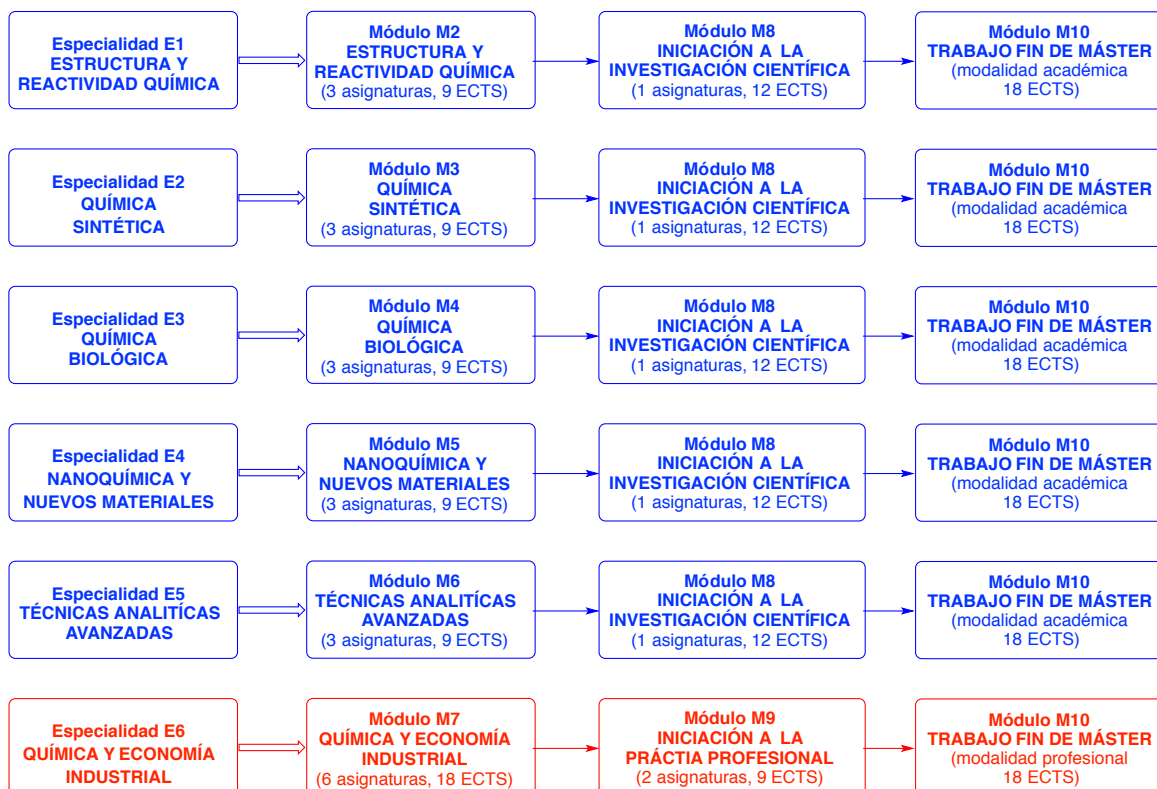 Especialidad E1
ESTRUCTURA Y
REACTIVIDAD QUÍMICA
Módulo M2
ESTRUCTURA Y
REACTIVIDAD QUÍMICA
(3 asignaturas, 9 ECTS)
Módulo M8
INICIACIÓN A LA
INVESTIGACIÓN CIENTÍFICA
(1 asignaturas, 12 ECTS)
Módulo M10
TRABAJO FIN DE MÁSTER
(modalidad académica
18 ECTS)
Especialidad E2
QUÍMICA
SINTÉTICA
Módulo M3
QUÍMICA
SINTÉTICA
(3 asignaturas, 9 ECTS)
Módulo M8
INICIACIÓN A LA
INVESTIGACIÓN CIENTÍFICA
(1 asignaturas, 12 ECTS)
Módulo M10
TRABAJO FIN DE MÁSTER
(modalidad académica
18 ECTS)
Especialidad E3
QUÍMICA
BIOLÓGICA
Módulo M4
QUÍMICA
BIOLÓGICA
(3 asignaturas, 9 ECTS)
Módulo M8
INICIACIÓN A LA
INVESTIGACIÓN CIENTÍFICA
(1 asignaturas, 12 ECTS)
Módulo M10
TRABAJO FIN DE MÁSTER
(modalidad académica
18 ECTS)
Especialidad E4
NANOQUÍMICA Y
NUEVOS MATERIALES
Módulo M5
NANOQUÍMICA Y
NUEVOS MATERIALES
(3 asignaturas, 9 ECTS)
Módulo M8
INICIACIÓN A LA
INVESTIGACIÓN CIENTÍFICA
(1 asignaturas, 12 ECTS)
Módulo M10
TRABAJO FIN DE MÁSTER
(modalidad académica
18 ECTS)
Especialidad E5
TÉCNICAS ANALITÍCAS
AVANZADAS
Módulo M6
TÉCNICAS ANALITÍCAS
AVANZADAS
(3 asignaturas, 9 ECTS)
Módulo M8
INICIACIÓN A LA
INVESTIGACIÓN CIENTÍFICA
(1 asignaturas, 12 ECTS)
Módulo M10
TRABAJO FIN DE MÁSTER
(modalidad académica
18 ECTS)
Especialidad E6
QUÍMICA Y ECONOMÍA
INDUSTRIAL
Módulo M7
QUÍMICA Y ECONOMÍA
INDUSTRIAL
(6 asignaturas, 18 ECTS)
Módulo M9
INICIACIÓN A LA
PRÁCTIA PROFESIONAL
(2 asignaturas, 9 ECTS)
Módulo M10
TRABAJO FIN DE MÁSTER
(modalidad profesional
18 ECTS)